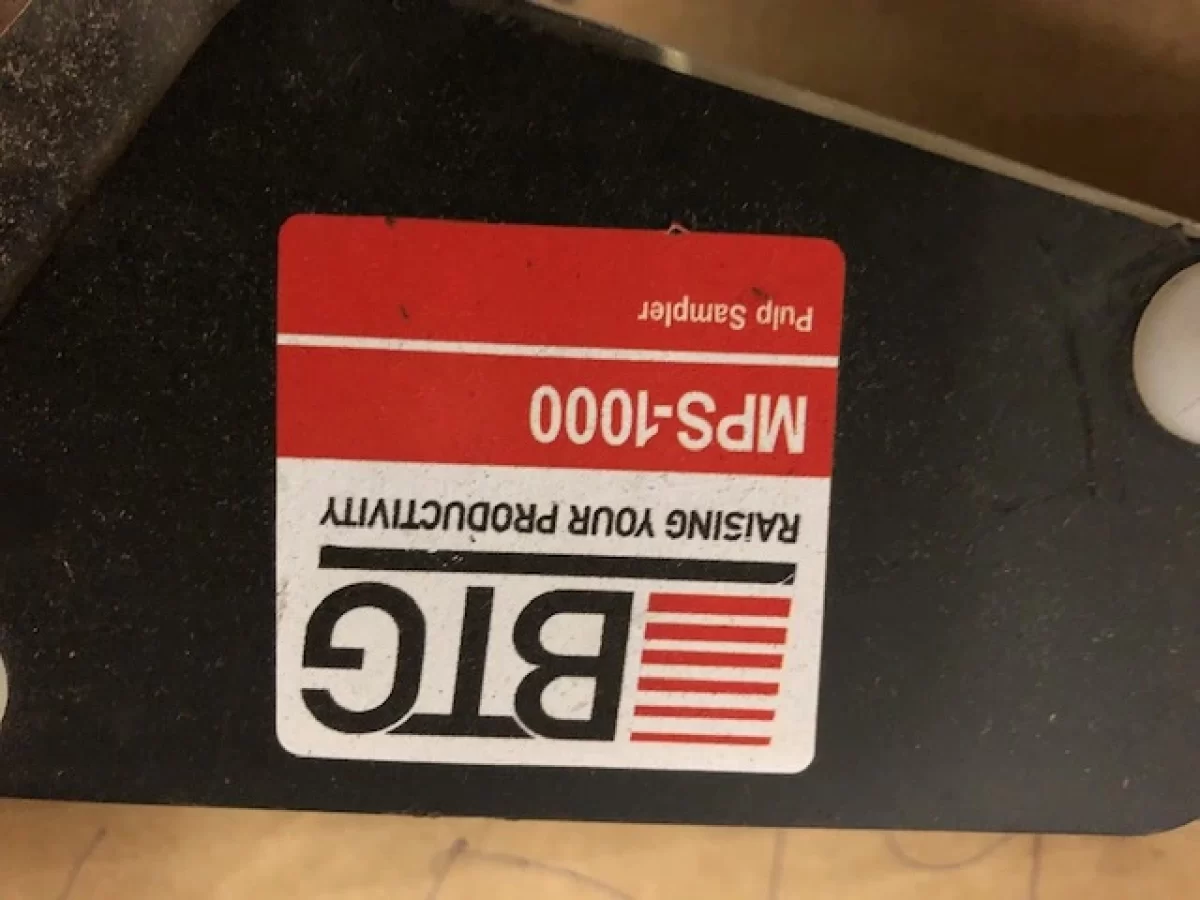 BTG
RAISING YOUR PRODUCTIVITY
MPS-1000
Pulp Sampler